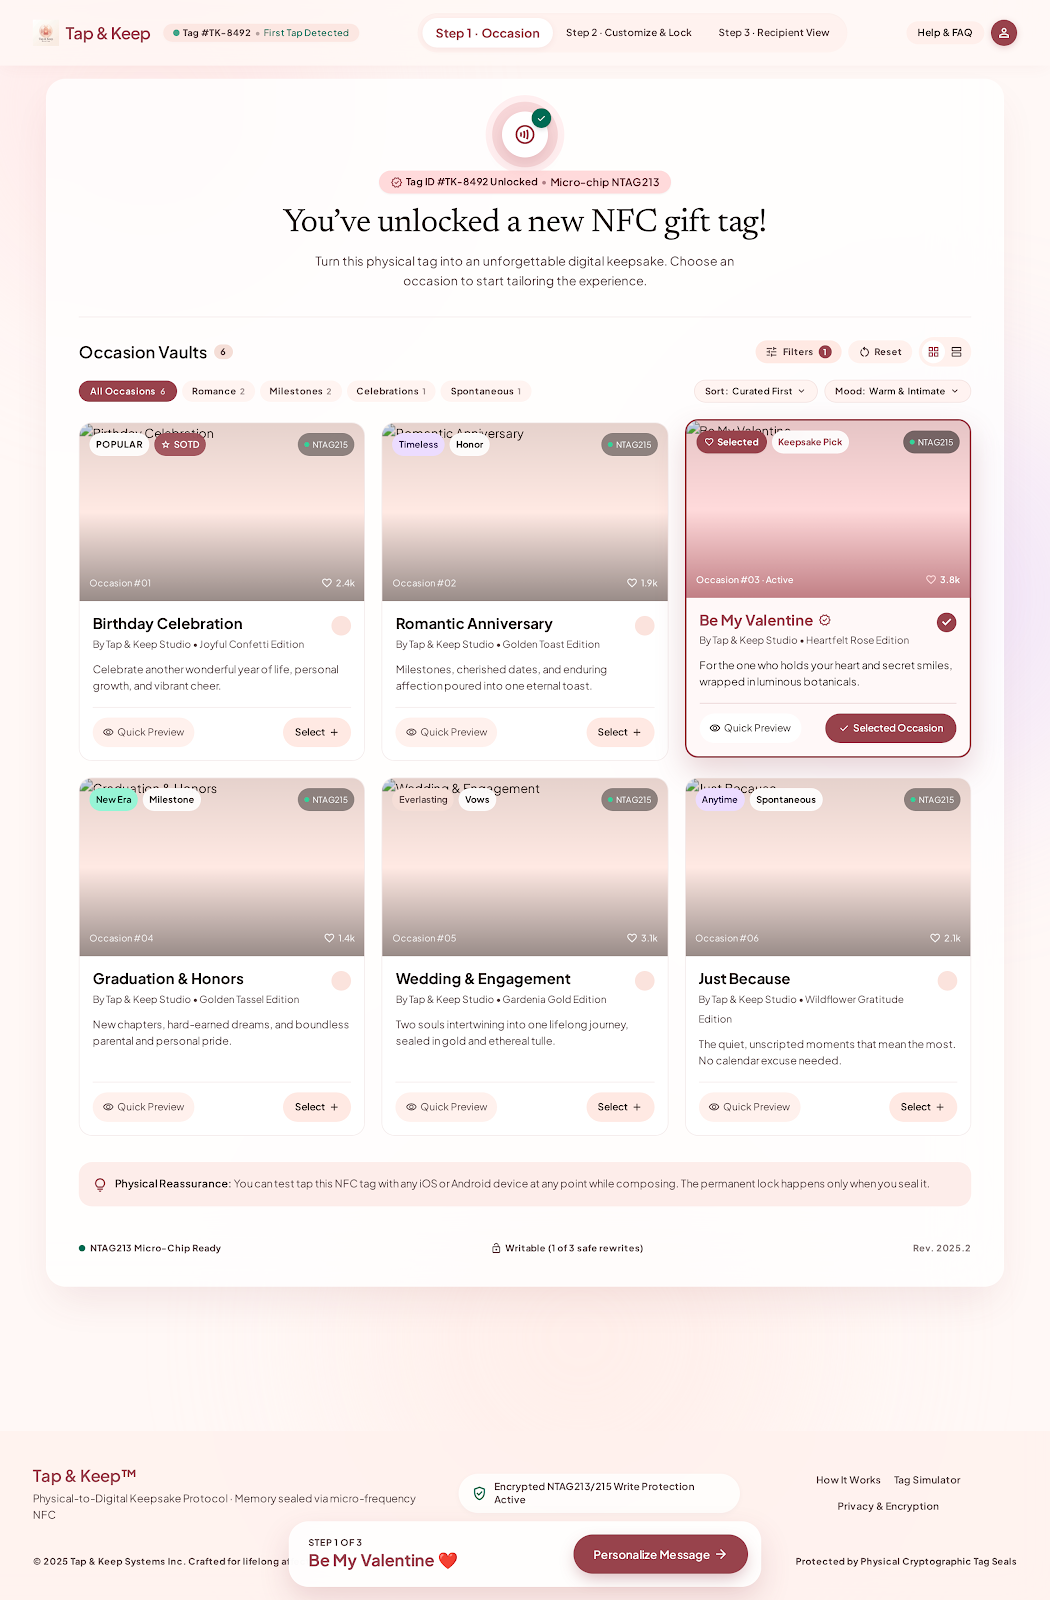 Tap & Keep
Tag #TK-8492 • First Tap Detected
Step 1 · Occasion
Step 2 · Customize & Lock
Step 3 · Recipient View
Help & FAQ
Tag ID #TK-8492 Unlocked • Micro-chip NTAG213
You’ve unlocked a new NFC gift tag!
Turn this physical tag into an unforgettable digital keepsake. Choose an
occasion to start tailoring the experience.
Occasion Vaults 6
Filters 1
Reset
All Occasions 6
Romance 2
Milestones 2
Celebrations 1
Spontaneous 1
Sort: Curated First
Mood: Warm & Intimate
Birthday Celebration
POPULAR
SOTD
NTAG215
Occasion #01
2.4k
Birthday Celebration
By Tap & Keep Studio • Joyful Confetti Edition
Celebrate another wonderful year of life, personal
growth, and vibrant cheer.
Quick Preview
Select +
Romantic Anniversary
Timeless
Honor
NTAG215
Occasion #02
1.9k
Romantic Anniversary
By Tap & Keep Studio • Golden Toast Edition
Milestones, cherished dates, and enduring
affection poured into one eternal toast.
Quick Preview
Select +
Be My Valentine
Selected
Keepsake Pick
NTAG215
Occasion #03 · Active
3.8k
Be My Valentine
By Tap & Keep Studio • Heartfelt Rose Edition
For the one who holds your heart and secret smiles,
wrapped in luminous botanicals.
Quick Preview
Selected Occasion
Graduation & Honors
New Era
Milestone
NTAG215
Occasion #04
1.4k
Graduation & Honors
By Tap & Keep Studio • Golden Tassel Edition
New chapters, hard-earned dreams, and boundless
parental and personal pride.
Quick Preview
Select +
Wedding & Engagement
Everlasting
Vows
NTAG215
Occasion #05
3.1k
Wedding & Engagement
By Tap & Keep Studio • Gardenia Gold Edition
Two souls intertwining into one lifelong journey,
sealed in gold and ethereal tulle.
Quick Preview
Select +
Just Because
Anytime
Spontaneous
NTAG215
Occasion #06
2.1k
Just Because
By Tap & Keep Studio • Wildflower Gratitude
Edition
The quiet, unscripted moments that mean the most.
No calendar excuse needed.
Quick Preview
Select +
Physical Reassurance: You can test tap this NFC tag with any iOS or Android device at any point while composing. The permanent lock happens only when you seal it.
NTAG213 Micro-Chip Ready
Writable (1 of 3 safe rewrites)
Rev. 2025.2
Tap & Keep™
Physical-to-Digital Keepsake Protocol · Memory sealed via micro-frequency
NFC
Encrypted NTAG213/215 Write Protection
Active
How It Works
Tag Simulator
Privacy & Encryption
© 2025 Tap & Keep Systems Inc. Crafted for lifelong
STEP 1 OF 3
Be My Valentine ❤️
Personalize Message →
Protected by Physical Cryptographic Tag Seals